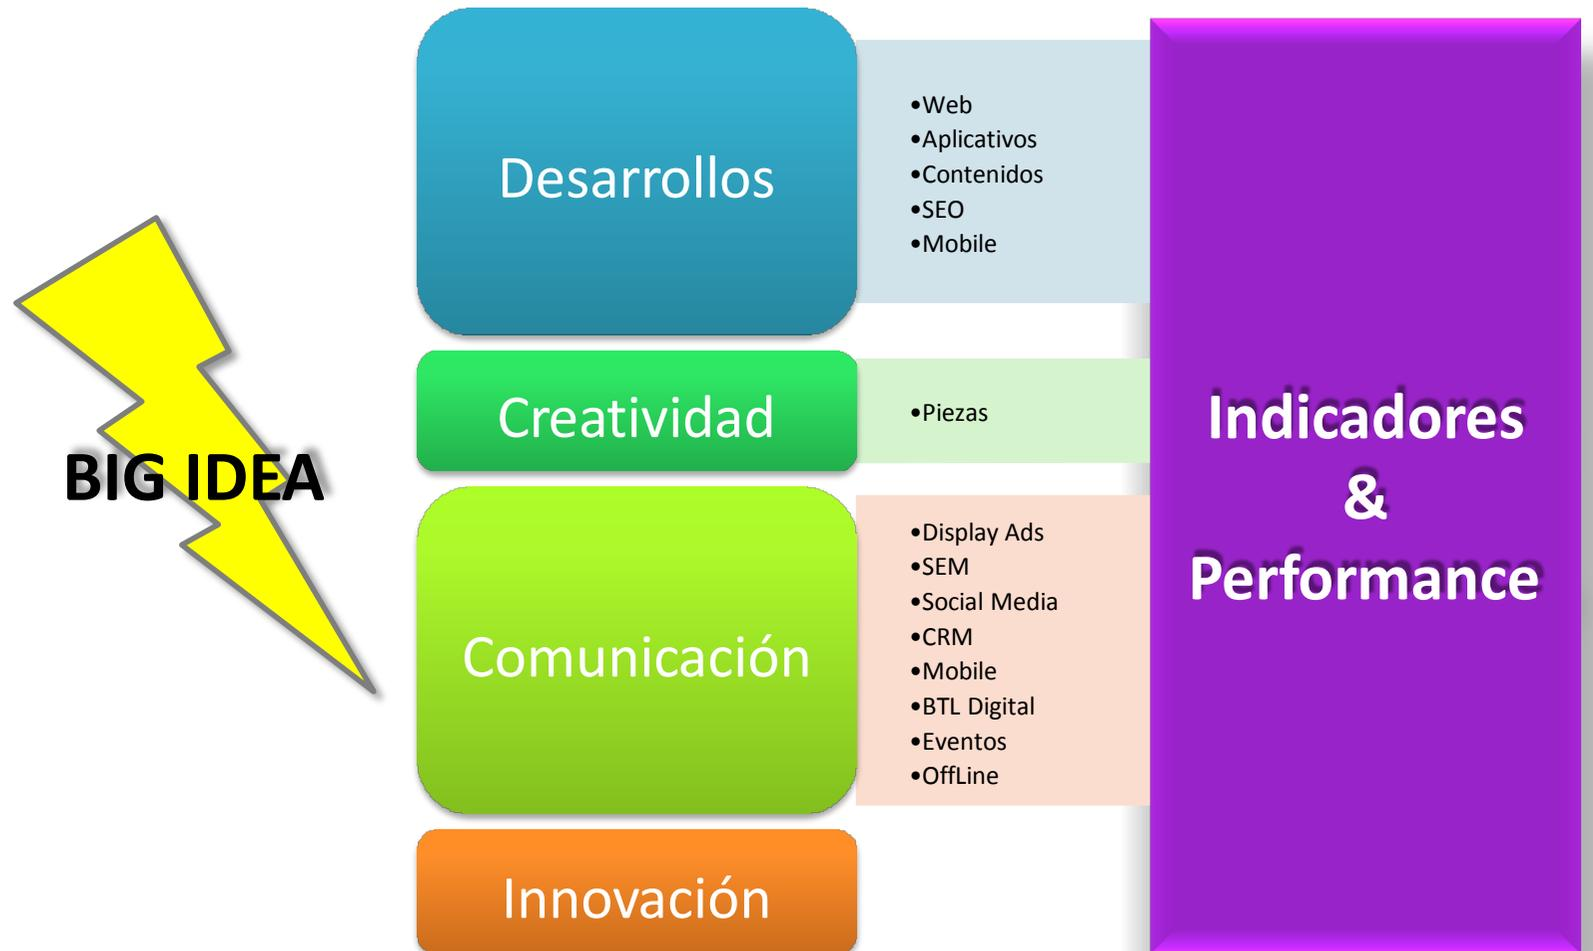 BIG IDEA
Desarrollos
•Web
•Aplicativos
•Contenidos
•SEO
•Mobile
Creatividad
•Piezas
Comunicación
•Display Ads
•SEM
•Social Media
•CRM
•Mobile
•BTL Digital
•Eventos
•OffLine
Innovación
Indicadores
&
Performance